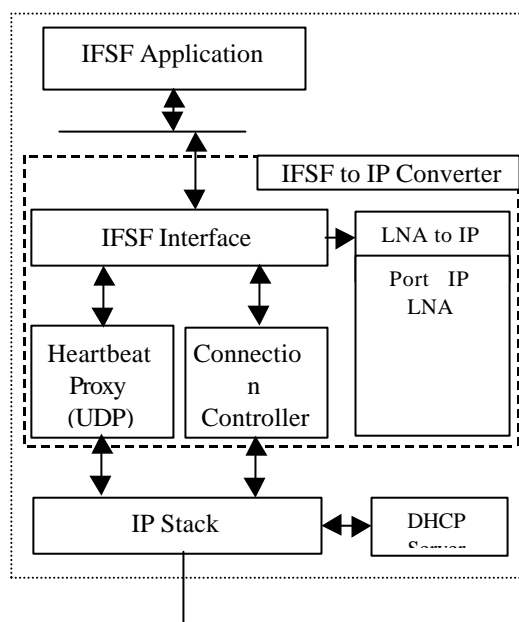 IFSF Application
IFSF to IP Converter
IFSF Interface
LNA to IP
Port IP
LNA
Heartbeat
Proxy
(UDP)
Connectio
n
Controller
IP Stack
DHCP
Server